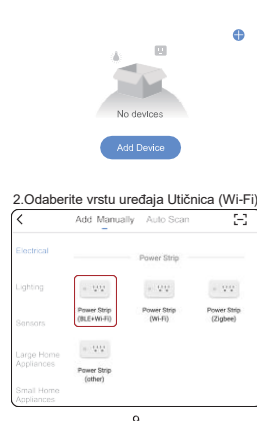 No devices
Add Device
2.Odaberite vrstu uređaja Utičnica (Wi-Fi)
Add Manually Auto Scan
Electrical
Power Strip
Lighting
Power Strip Power Strip Power Strip
(BLE+Wi-Fi) (Wi-Fi) (Zigbee)
Sensors
Large Home
Appliances
Power Strip
(other)
Small Home
Appliances